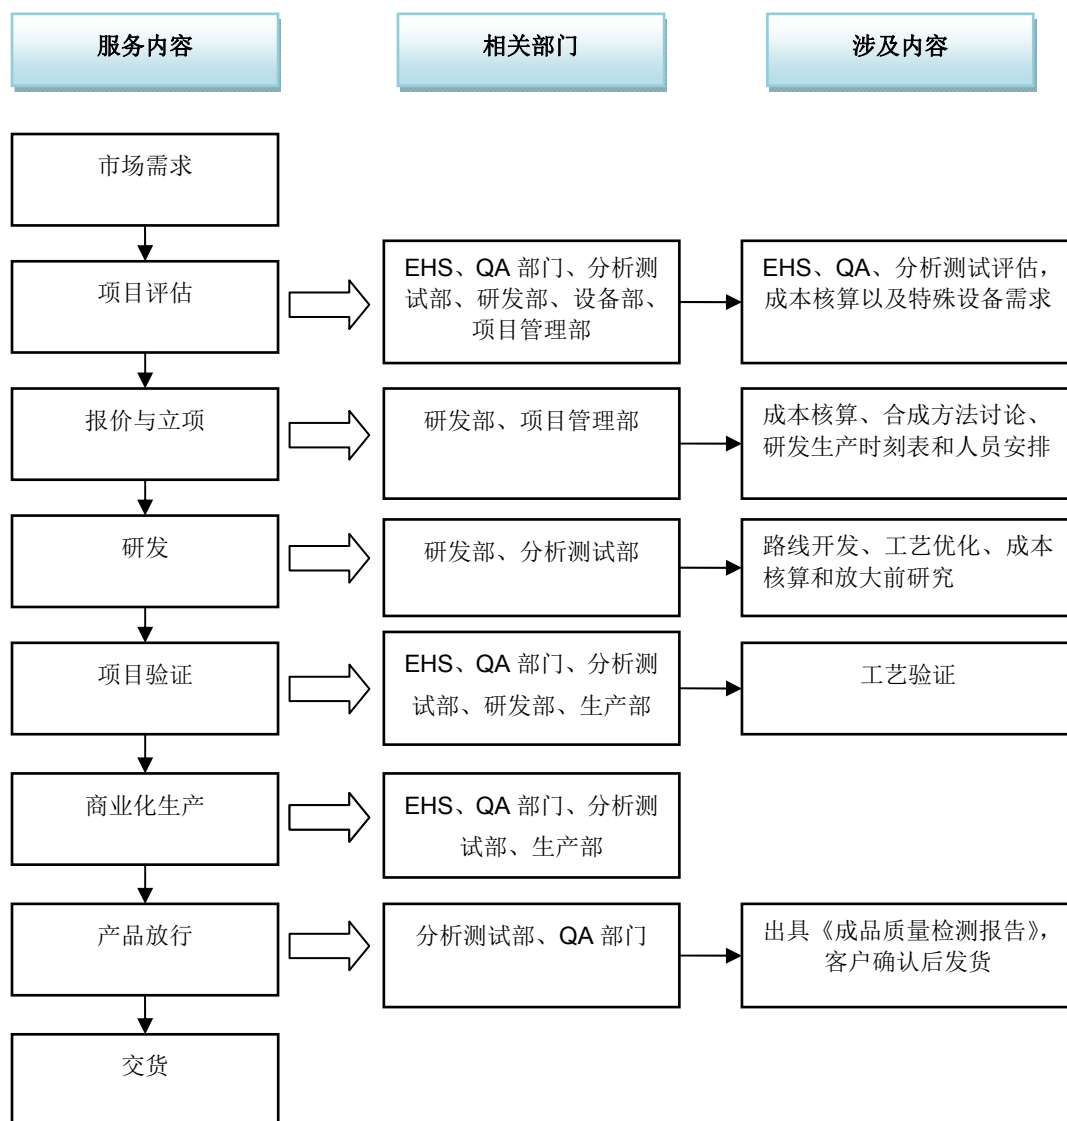 服务内容
相关部门
涉及内容
市场需求
项目评估
EHS、QA 部门、分析测
试部、研发部、设备部、
项目管理部
EHS、QA、分析测试评估,
成本核算以及特殊设备需求
报价与立项
研发部、项目管理部
成本核算、合成方法讨论、
研发生产时刻表和人员安排
研发
研发部、分析测试部
路线开发、工艺优化、成本
核算和放大前研究
项目验证
EHS、QA 部门、分析测
试部、研发部、生产部
工艺验证
商业化生产
EHS、QA 部门、分析测
试部、生产部
产品放行
分析测试部、QA 部门
出具《成品质量检测报告》,
客户确认后发货
交货